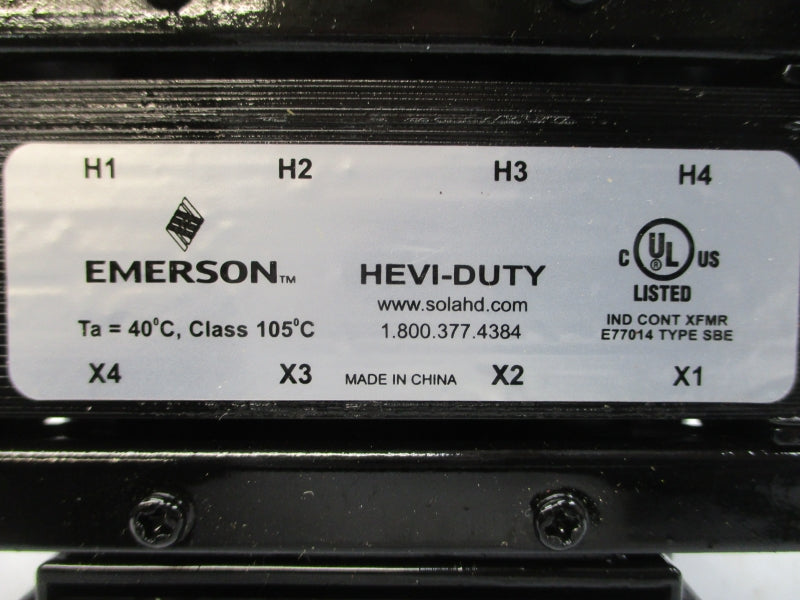 H1 H2 H3 H4
EMERSON™
HEVI-DUTY
www.solahd.com
Ta = 40°C, Class 105°C
1.800.377.4384
C UL ® US
LISTED
IND CONT XFMR
E77014 TYPE SBE
X4 X3 MADE IN CHINA X2 X1